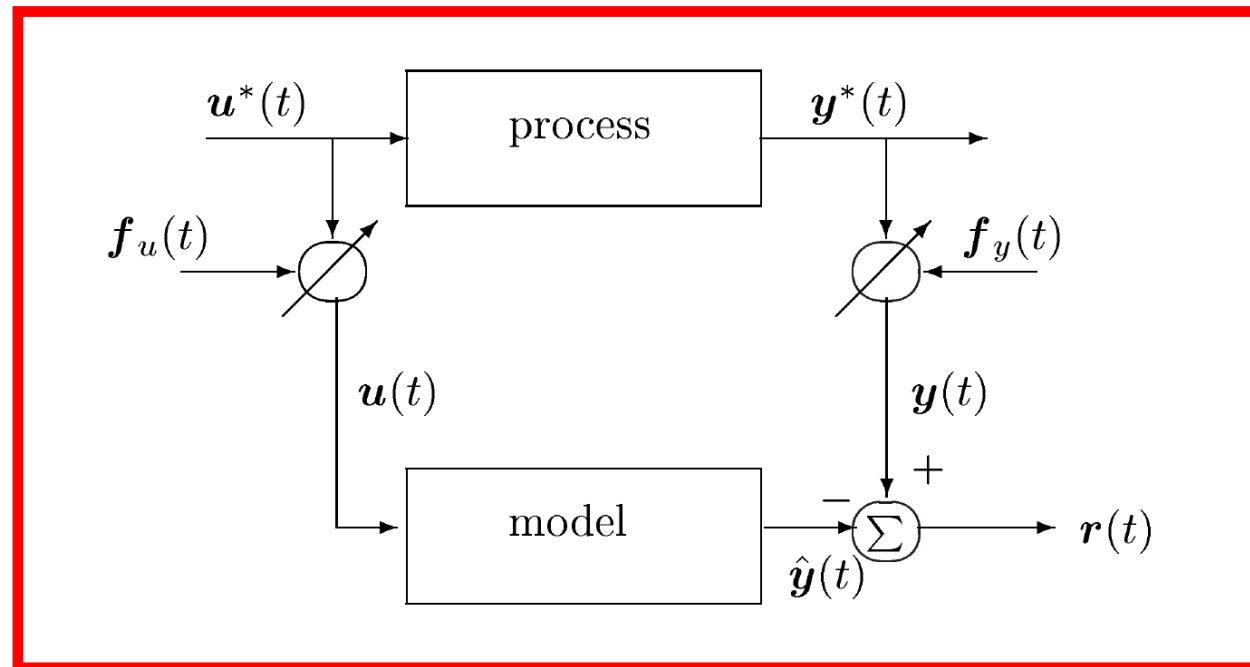 u*(t)
process
y*(t)
f_u(t)
f_y(t)
u(t)
y(t)
+
−
model
∑
r(t)
ŷ(t)